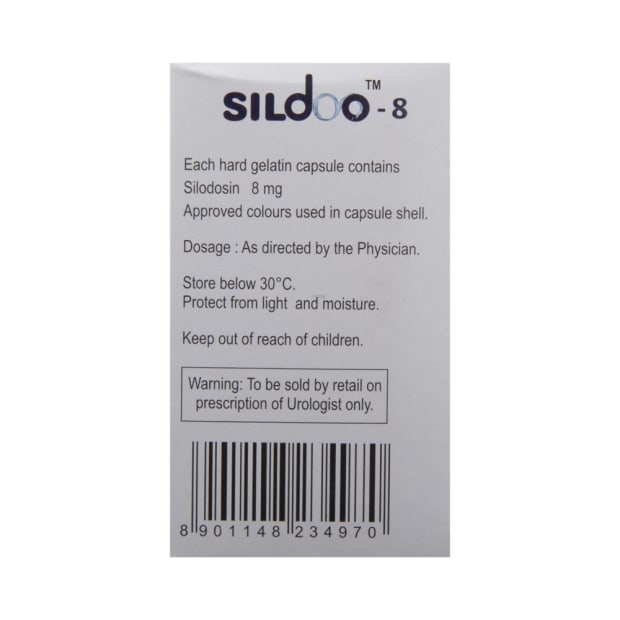 SILdOO™ - 8
Each hard gelatin capsule contains
Silodosin 8 mg
Approved colours used in capsule shell.
Dosage : As directed by the Physician.
Store below 30°C.
Protect from light and moisture.
Keep out of reach of children.
Warning: To be sold by retail on
prescription of Urologist only.
8 901148 234970